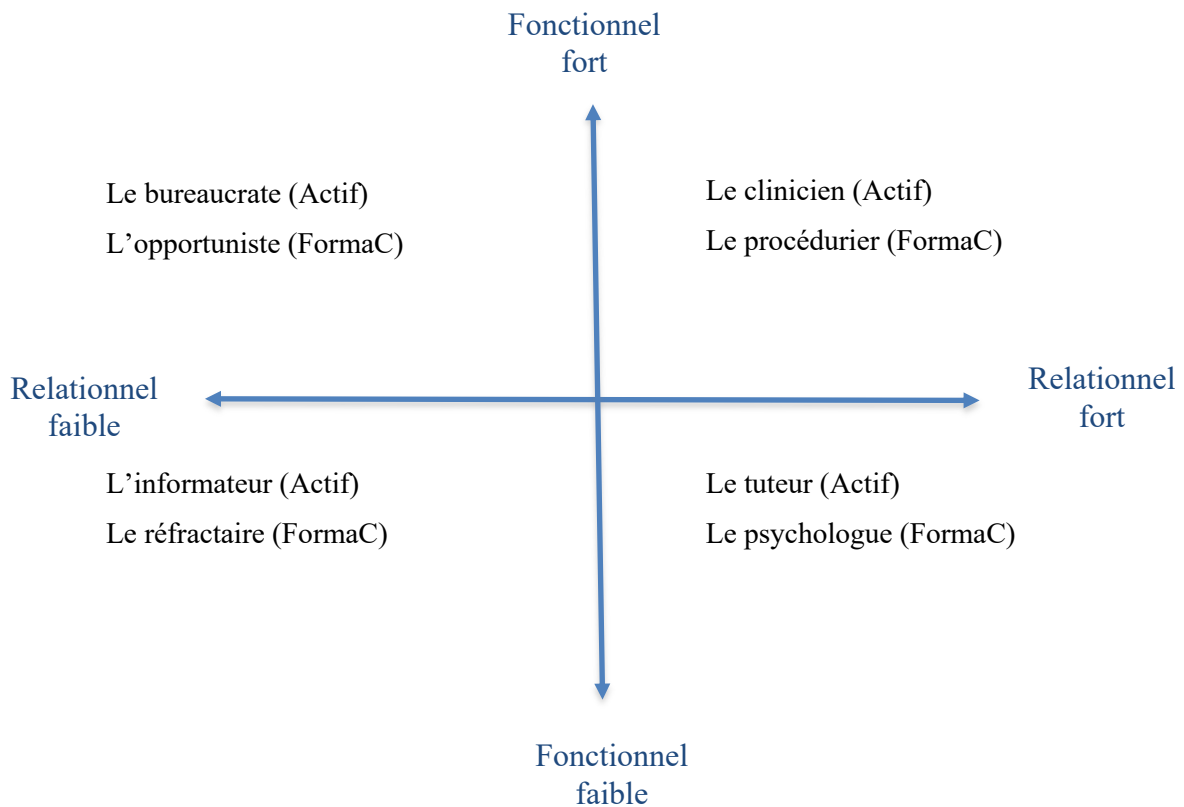 Fonctionnel
fort
Le bureaucrate (Actif)
L’opportuniste (FormaC)
Le clinicien (Actif)
Le procédurier (FormaC)
Relationnel
faible
Relationnel
fort
L’informateur (Actif)
Le réfractaire (FormaC)
Le tuteur (Actif)
Le psychologue (FormaC)
Fonctionnel
faible